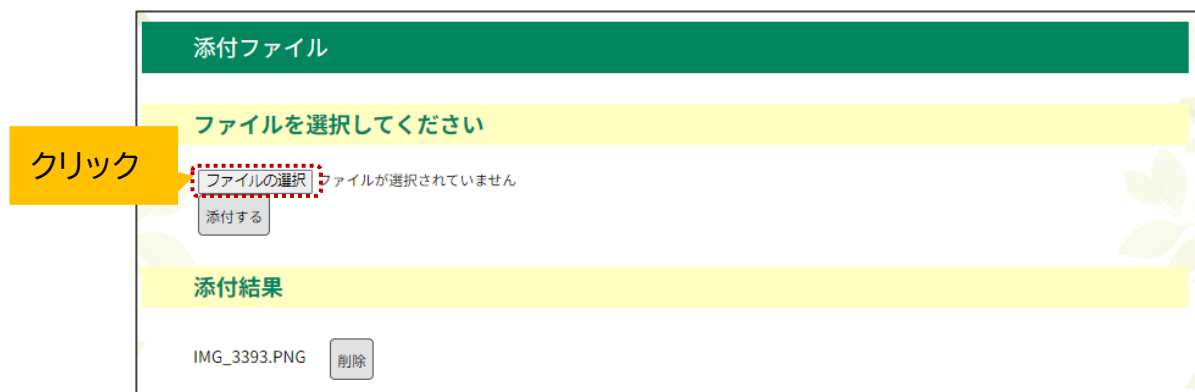 添付ファイル
ファイルを選択してください
クリック
ファイルの選択 ファイルが選択されていません
添付する
添付結果
IMG_3393.PNG 削除